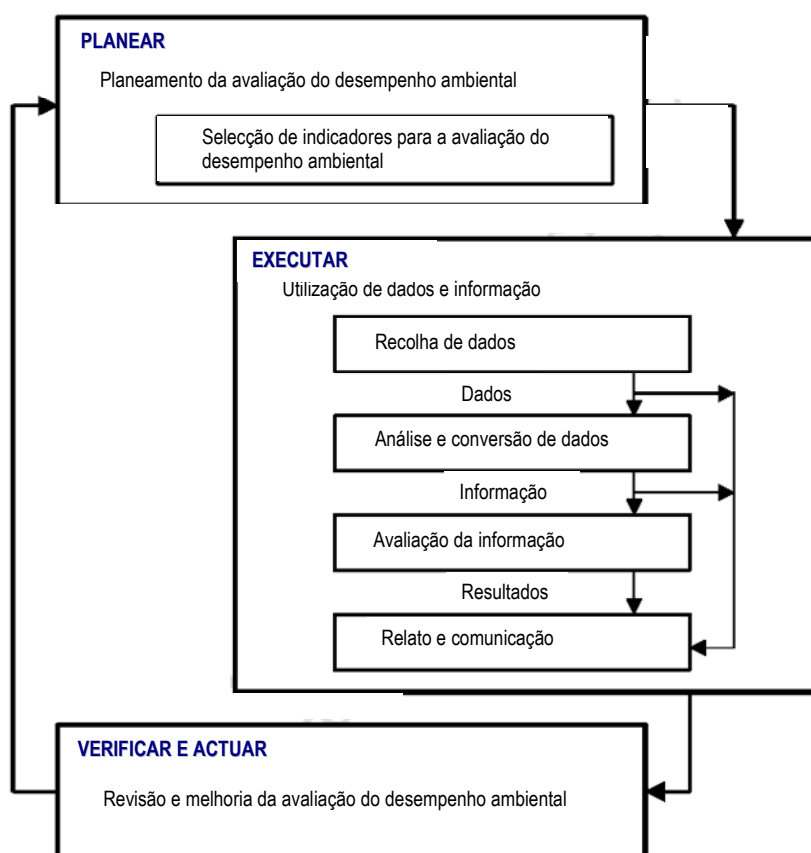 PLANEAR
Planeamento da avaliação do desempenho ambiental
Selecção de indicadores para a avaliação do
desempenho ambiental
EXECUTAR
Utilização de dados e informação
Recolha de dados
Dados
Análise e conversão de dados
Informação
Avaliação da informação
Resultados
Relato e comunicação
VERIFICAR E ACTUAR
Revisão e melhoria da avaliação do desempenho ambiental